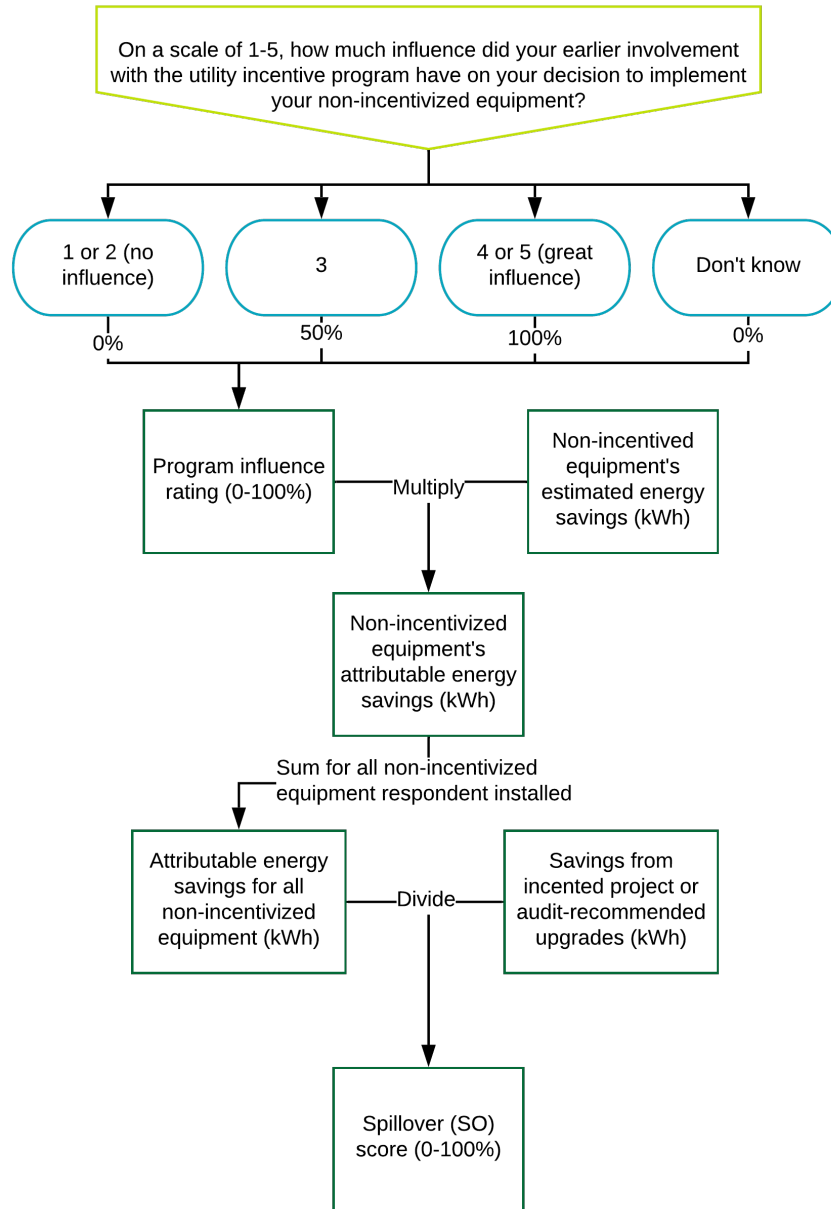 On a scale of 1-5, how much influence did your earlier involvement
with the utility incentive program have on your decision to implement
your non-incentivized equipment?
1 or 2 (no
influence)
3
4 or 5 (great
influence)
Don't know
0%
50%
100%
0%
Program influence
rating (0-100%)
Multiply
Non-incentived
equipment's
estimated energy
savings (kWh)
Non-incentivized
equipment's
attributable energy
savings (kWh)
Sum for all non-incentivized
equipment respondent installed
Attributable energy
savings for all
non-incentivized
equipment (kWh)
Divide
Savings from
incented project or
audit-recommended
upgrades (kWh)
Spillover (SO)
score (0-100%)